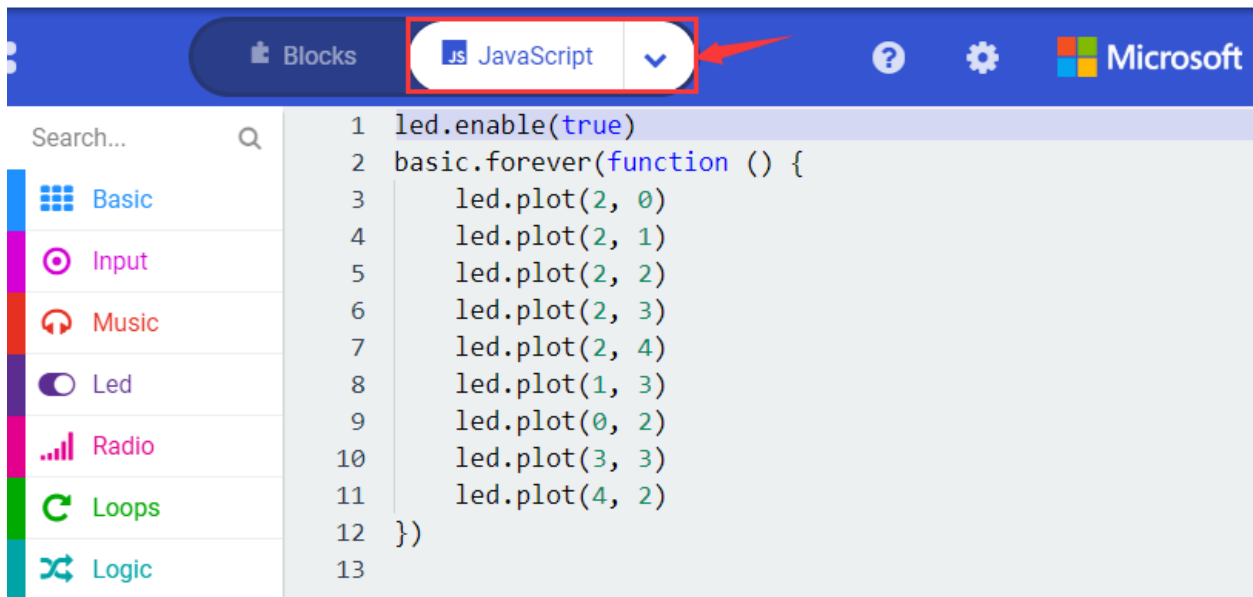 Blocks
JS JavaScript
Microsoft
Search...
Basic
Input
Music
Led
Radio
Loops
Logic
1 led.enable(true)
2 basic.forever(function () {
3     led.plot(2, 0)
4     led.plot(2, 1)
5     led.plot(2, 2)
6     led.plot(2, 3)
7     led.plot(2, 4)
8     led.plot(1, 3)
9     led.plot(0, 2)
10     led.plot(3, 3)
11     led.plot(4, 2)
12 })
13